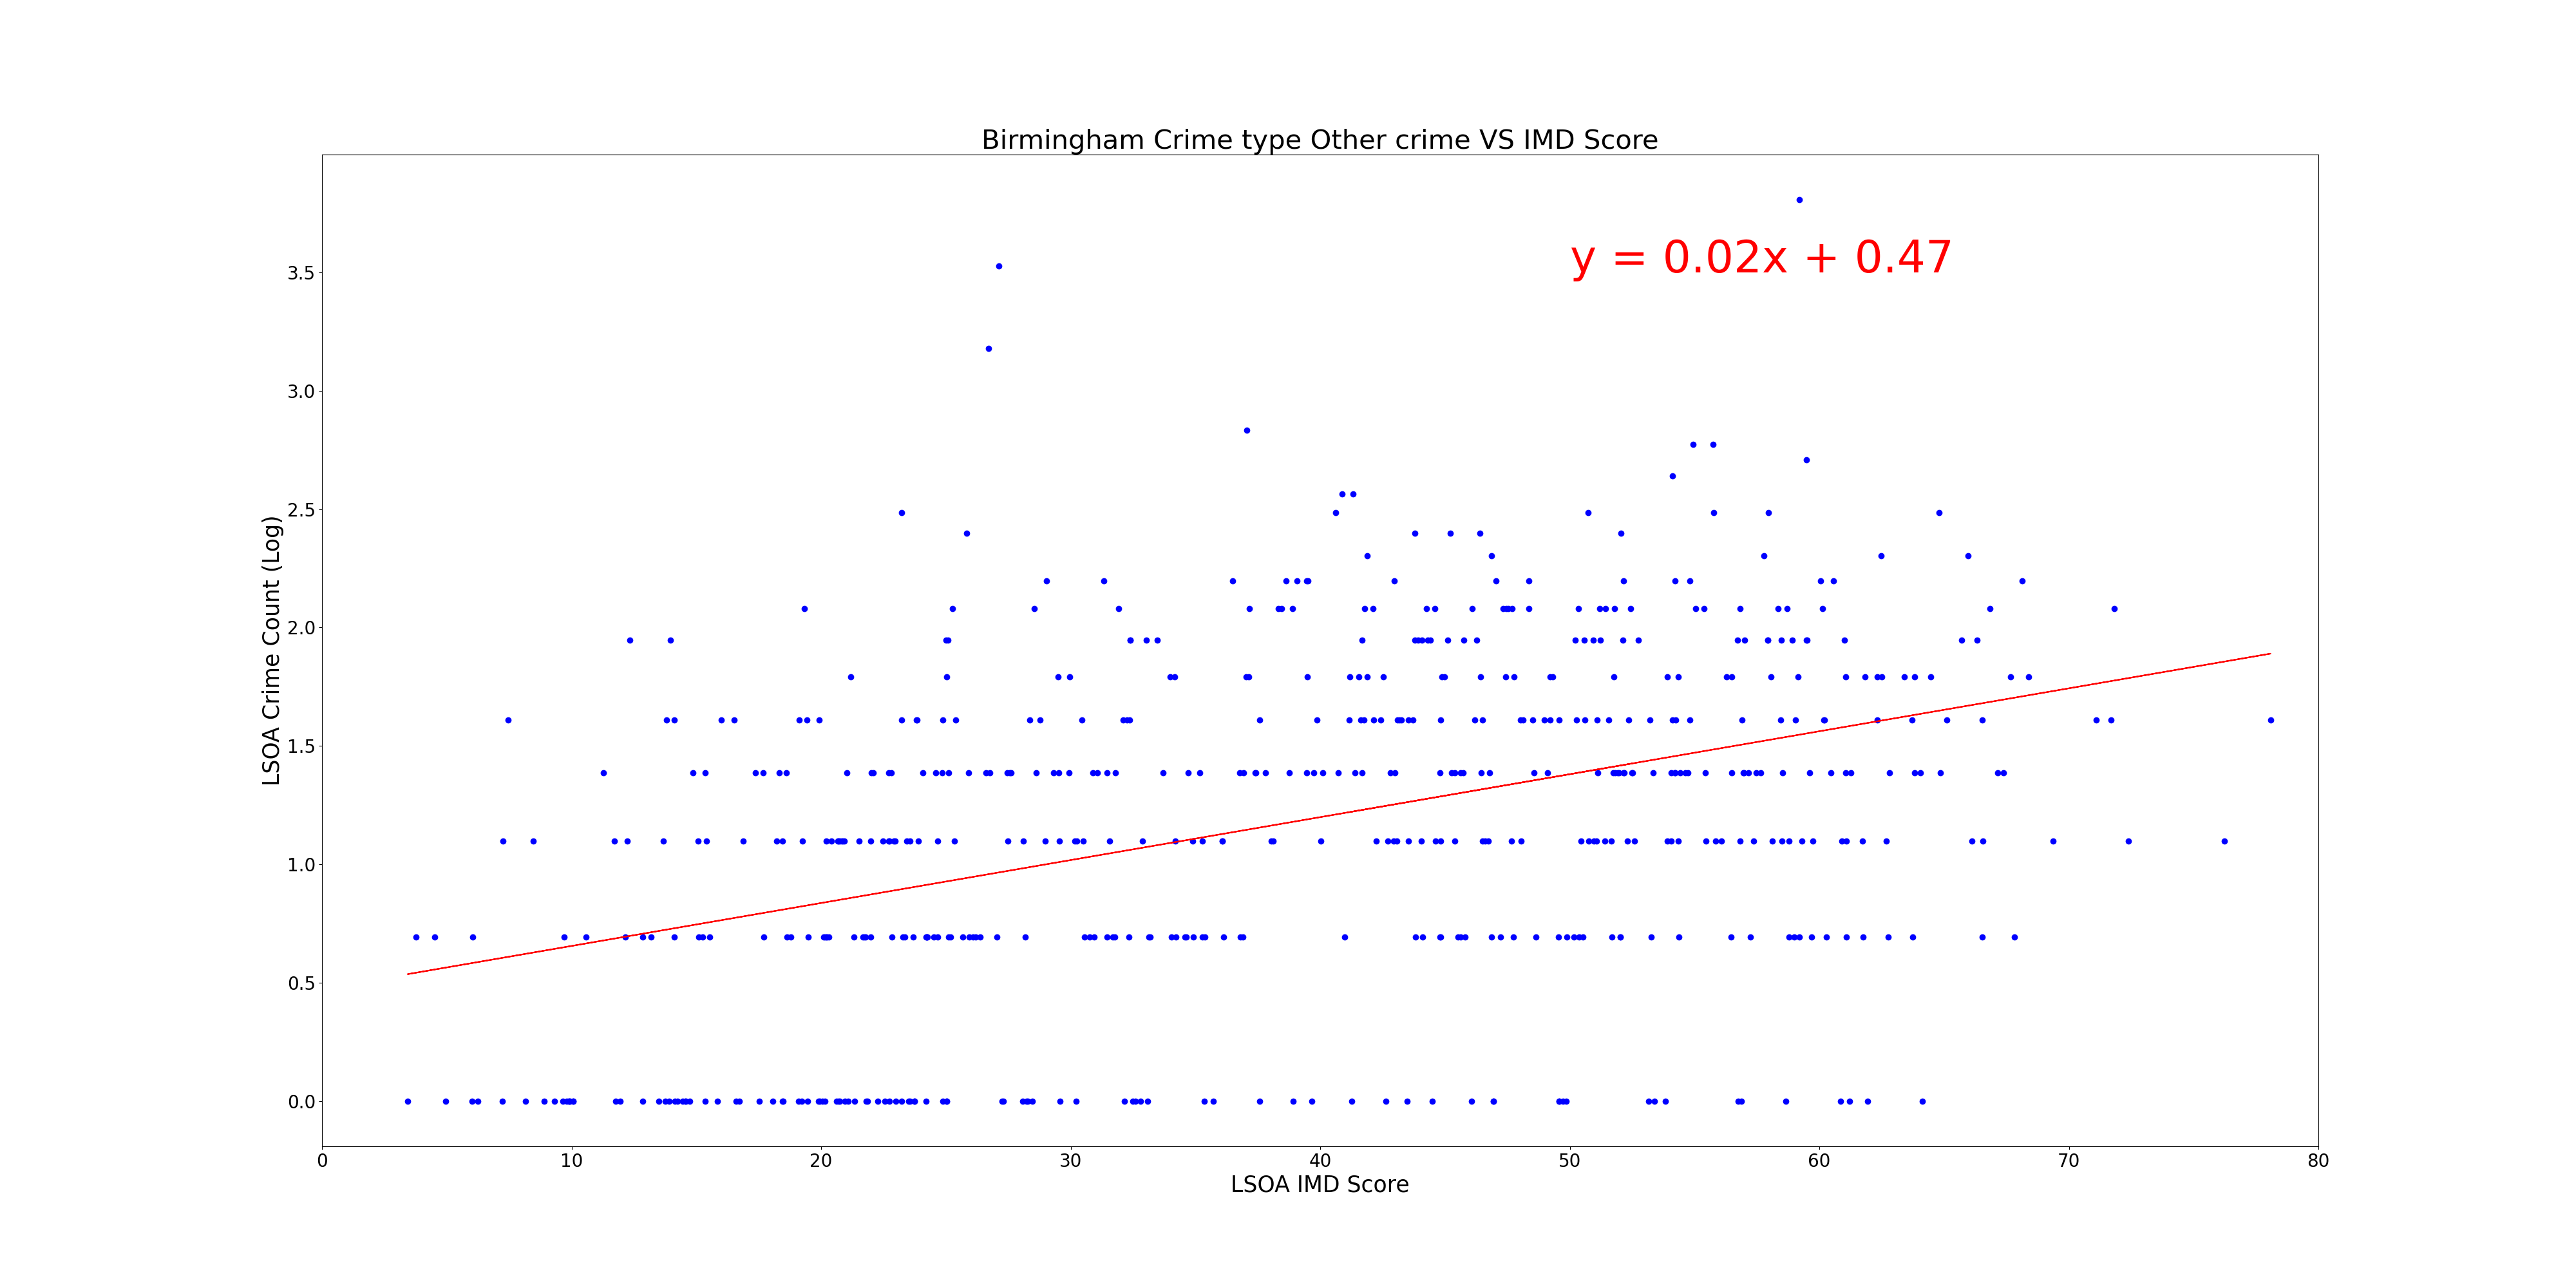 Birmingham Crime type Other crime VS IMD Score
y = 0.02x + 0.47
3.5
3.0
2.5
2.0
1.5
1.0
0.5
0.0
LSOA Crime Count (Log)
0 10 20 30 40 50 60 70 80
LSOA IMD Score